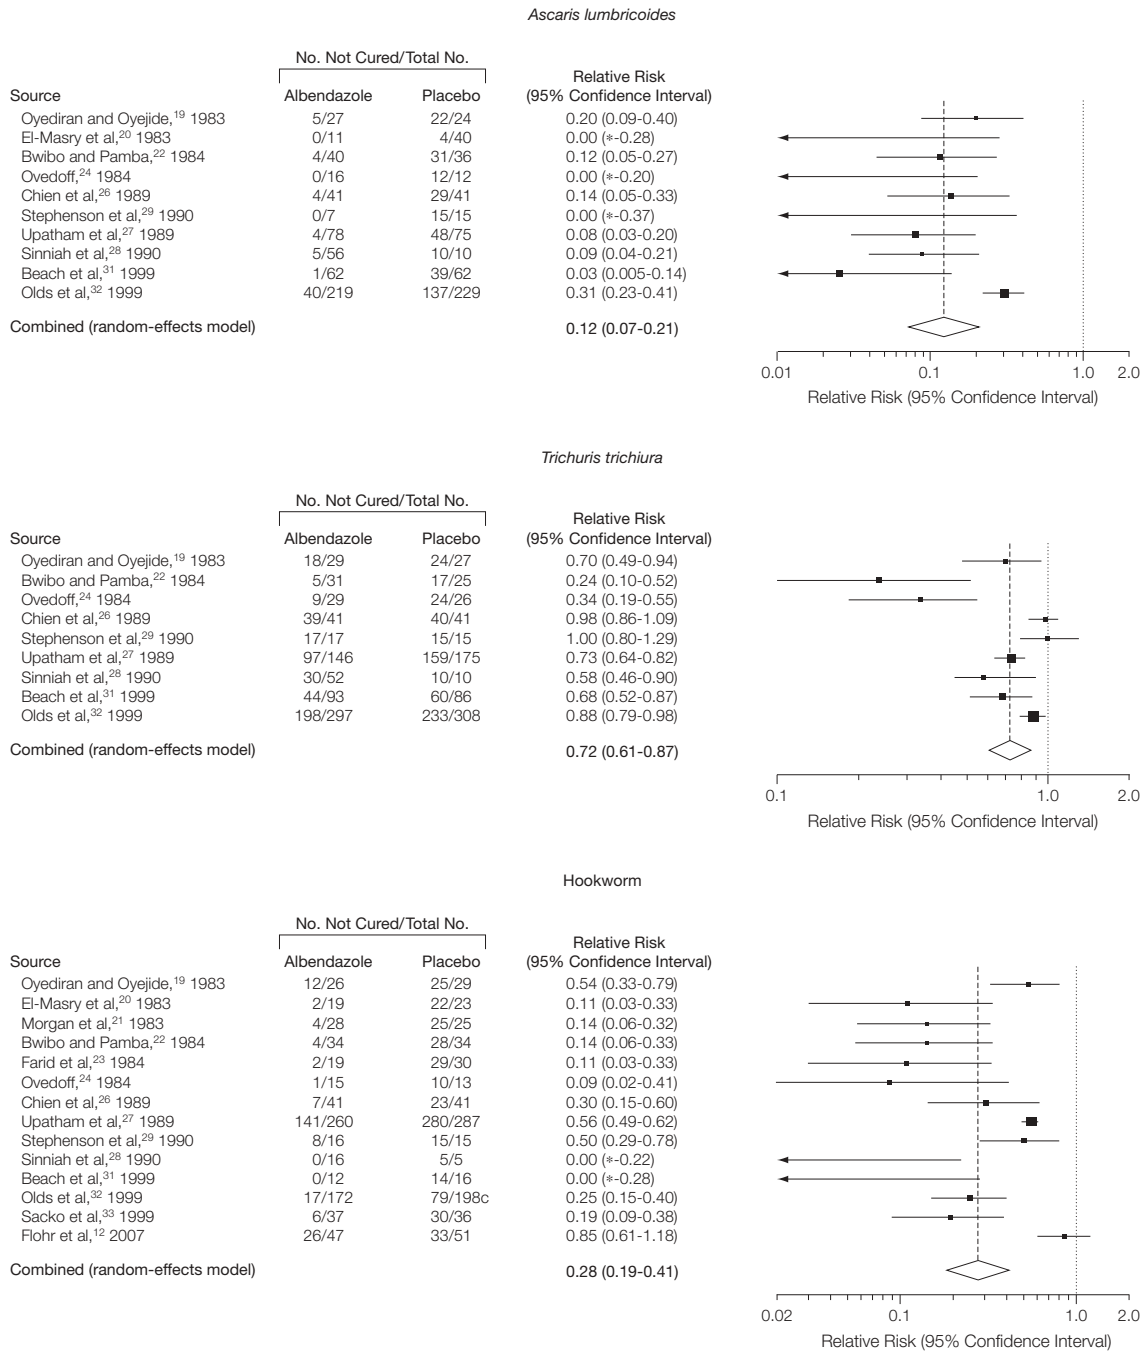 Ascaris lumbricoides
No. Not Cured/Total No.
Relative Risk
Source Albendazole Placebo (95% Confidence Interval)
Oyediran and Oyejide,19 1983 5/27 22/24 0.20 (0.09-0.40)
El-Masry et al,20 1983 0/11 4/40 0.00 (*-0.28)
Bwibo and Pamba,22 1984 4/40 31/36 0.12 (0.05-0.27)
Ovedoff,24 1984 0/16 12/12 0.00 (*-0.20)
Chien et al,26 1989 4/41 29/41 0.14 (0.05-0.33)
Stephenson et al,29 1990 0/7 15/15 0.00 (*-0.37)
Upatham et al,27 1989 4/78 48/75 0.08 (0.03-0.20)
Sinniah et al,28 1990 5/56 10/10 0.09 (0.04-0.21)
Beach et al,31 1999 1/62 39/62 0.03 (0.005-0.14)
Olds et al,32 1999 40/219 137/229 0.31 (0.23-0.41)
Combined (random-effects model) 0.12 (0.07-0.21)
0.01 0.1 1.0 2.0
Relative Risk (95% Confidence Interval)
Trichuris trichiura
No. Not Cured/Total No.
Relative Risk
Source Albendazole Placebo (95% Confidence Interval)
Oyediran and Oyejide,19 1983 18/29 24/27 0.70 (0.49-0.94)
Bwibo and Pamba,22 1984 5/31 17/25 0.24 (0.10-0.52)
Ovedoff,24 1984 9/29 24/26 0.34 (0.19-0.55)
Chien et al,26 1989 39/41 40/41 0.98 (0.86-1.09)
Stephenson et al,29 1990 17/17 15/15 1.00 (0.80-1.29)
Upatham et al,27 1989 97/146 159/175 0.73 (0.64-0.82)
Sinniah et al,28 1990 30/52 10/10 0.58 (0.46-0.90)
Beach et al,31 1999 44/93 60/86 0.68 (0.52-0.87)
Olds et al,32 1999 198/297 233/308 0.88 (0.79-0.98)
Combined (random-effects model) 0.72 (0.61-0.87)
0.1 1.0 2.0
Relative Risk (95% Confidence Interval)
Hookworm
No. Not Cured/Total No.
Relative Risk
Source Albendazole Placebo (95% Confidence Interval)
Oyediran and Oyejide,19 1983 12/26 25/29 0.54 (0.33-0.79)
El-Masry et al,20 1983 2/19 22/23 0.11 (0.03-0.33)
Morgan et al,21 1983 4/28 25/25 0.14 (0.06-0.32)
Bwibo and Pamba,22 1984 4/34 28/34 0.14 (0.06-0.33)
Farid et al,23 1984 2/19 29/30 0.11 (0.03-0.33)
Ovedoff,24 1984 1/15 10/13 0.09 (0.02-0.41)
Chien et al,26 1989 7/41 23/41 0.30 (0.15-0.60)
Upatham et al,27 1989 141/260 280/287 0.56 (0.49-0.62)
Stephenson et al,29 1990 8/16 15/15 0.50 (0.29-0.78)
Sinniah et al,28 1990 0/16 5/5 0.00 (*-0.22)
Beach et al,31 1999 0/12 14/16 0.00 (*-0.28)
Olds et al,32 1999 17/172 79/198c 0.25 (0.15-0.40)
Sacko et al,33 1999 6/37 30/36 0.19 (0.09-0.38)
Flohr et al,12 2007 26/47 33/51 0.85 (0.61-1.18)
Combined (random-effects model) 0.28 (0.19-0.41)
0.02 0.1 1.0 2.0
Relative Risk (95% Confidence Interval)